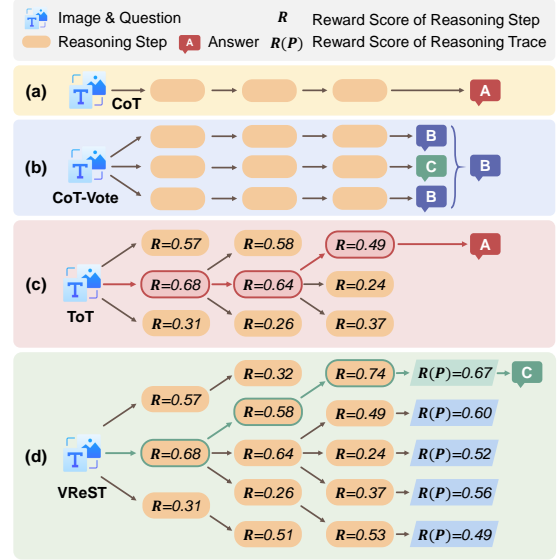 Image & Question R Reward Score of Reasoning Step
Reasoning Step A Answer R(P) Reward Score of Reasoning Trace
(a) T CoT A
(b) T CoT-Vote B
C
B
B
(c) T ToT
R=0.57 R=0.58 R=0.49 A
R=0.68 R=0.64 R=0.24
R=0.31 R=0.26 R=0.37
(d) T VReST
R=0.32 R=0.74 R(P)=0.67 C
R=0.57 R=0.58 R=0.49 R(P)=0.60
R=0.68 R=0.64 R=0.24 R(P)=0.52
R=0.26 R=0.37 R(P)=0.56
R=0.31 R=0.51 R=0.53 R(P)=0.49